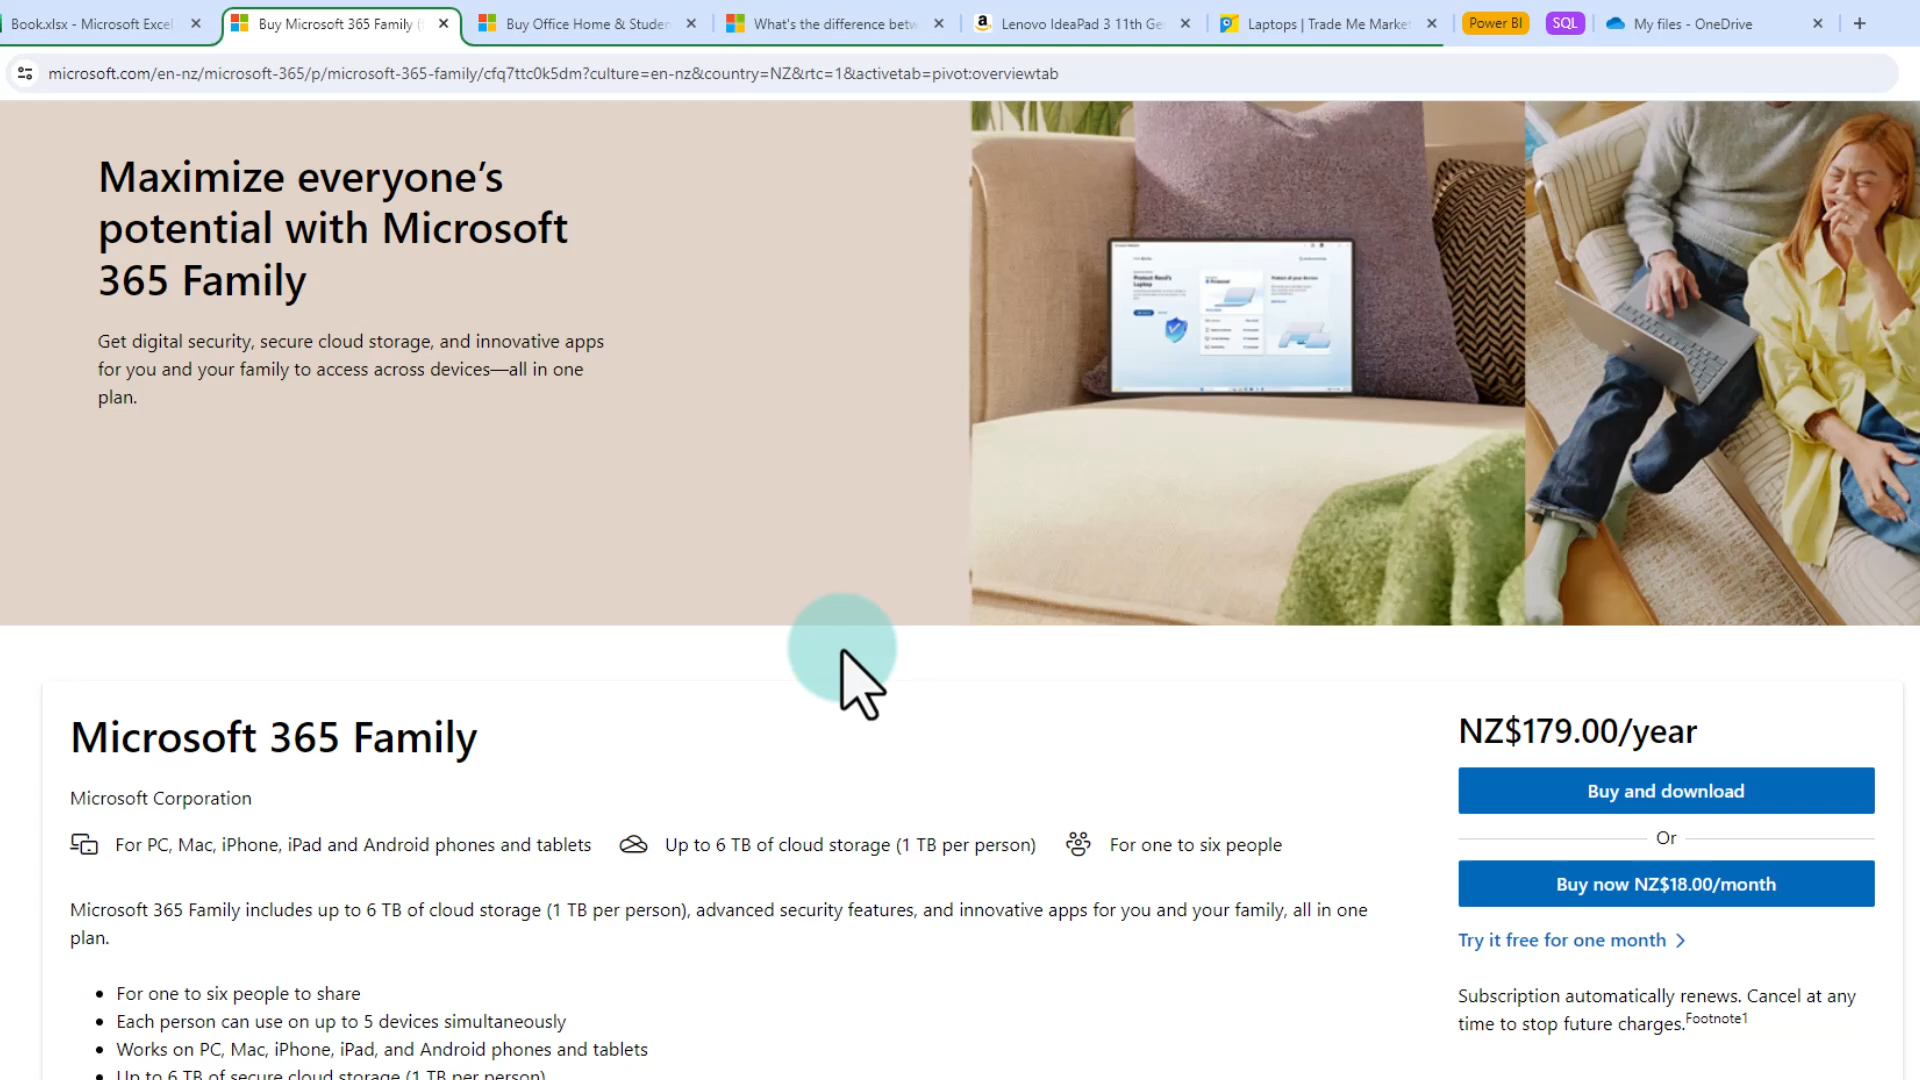 Book.xlsx - Microsoft Excel
Buy Microsoft 365 Family (
Buy Office Home & Studen
What's the difference betw
Lenovo IdeaPad 3 11th Ge
Laptops | Trade Me Market
Power BI
SQL
My files - OneDrive
microsoft.com/en-nz/microsoft-365/p/microsoft-365-family/cfq7ttc0k5dm?culture=en-nz&country=NZ&rtc=1&activetab=pivot:overviewtab
Maximize everyone’s
potential with Microsoft
365 Family
Get digital security, secure cloud storage, and innovative apps
for you and your family to access across devices—all in one
plan.
Microsoft 365 Family
Microsoft Corporation
For PC, Mac, iPhone, iPad and Android phones and tablets
Up to 6 TB of cloud storage (1 TB per person)
For one to six people
Microsoft 365 Family includes up to 6 TB of cloud storage (1 TB per person), advanced security features, and innovative apps for you and your family, all in one
plan.
• For one to six people to share
• Each person can use on up to 5 devices simultaneously
• Works on PC, Mac, iPhone, iPad, and Android phones and tablets
• Up to 6 TB of secure cloud storage (1 TB per person)
NZ$179.00/year
Buy and download
Or
Buy now NZ$18.00/month
Try it free for one month
Subscription automatically renews. Cancel at any
time to stop future charges.Footnote1